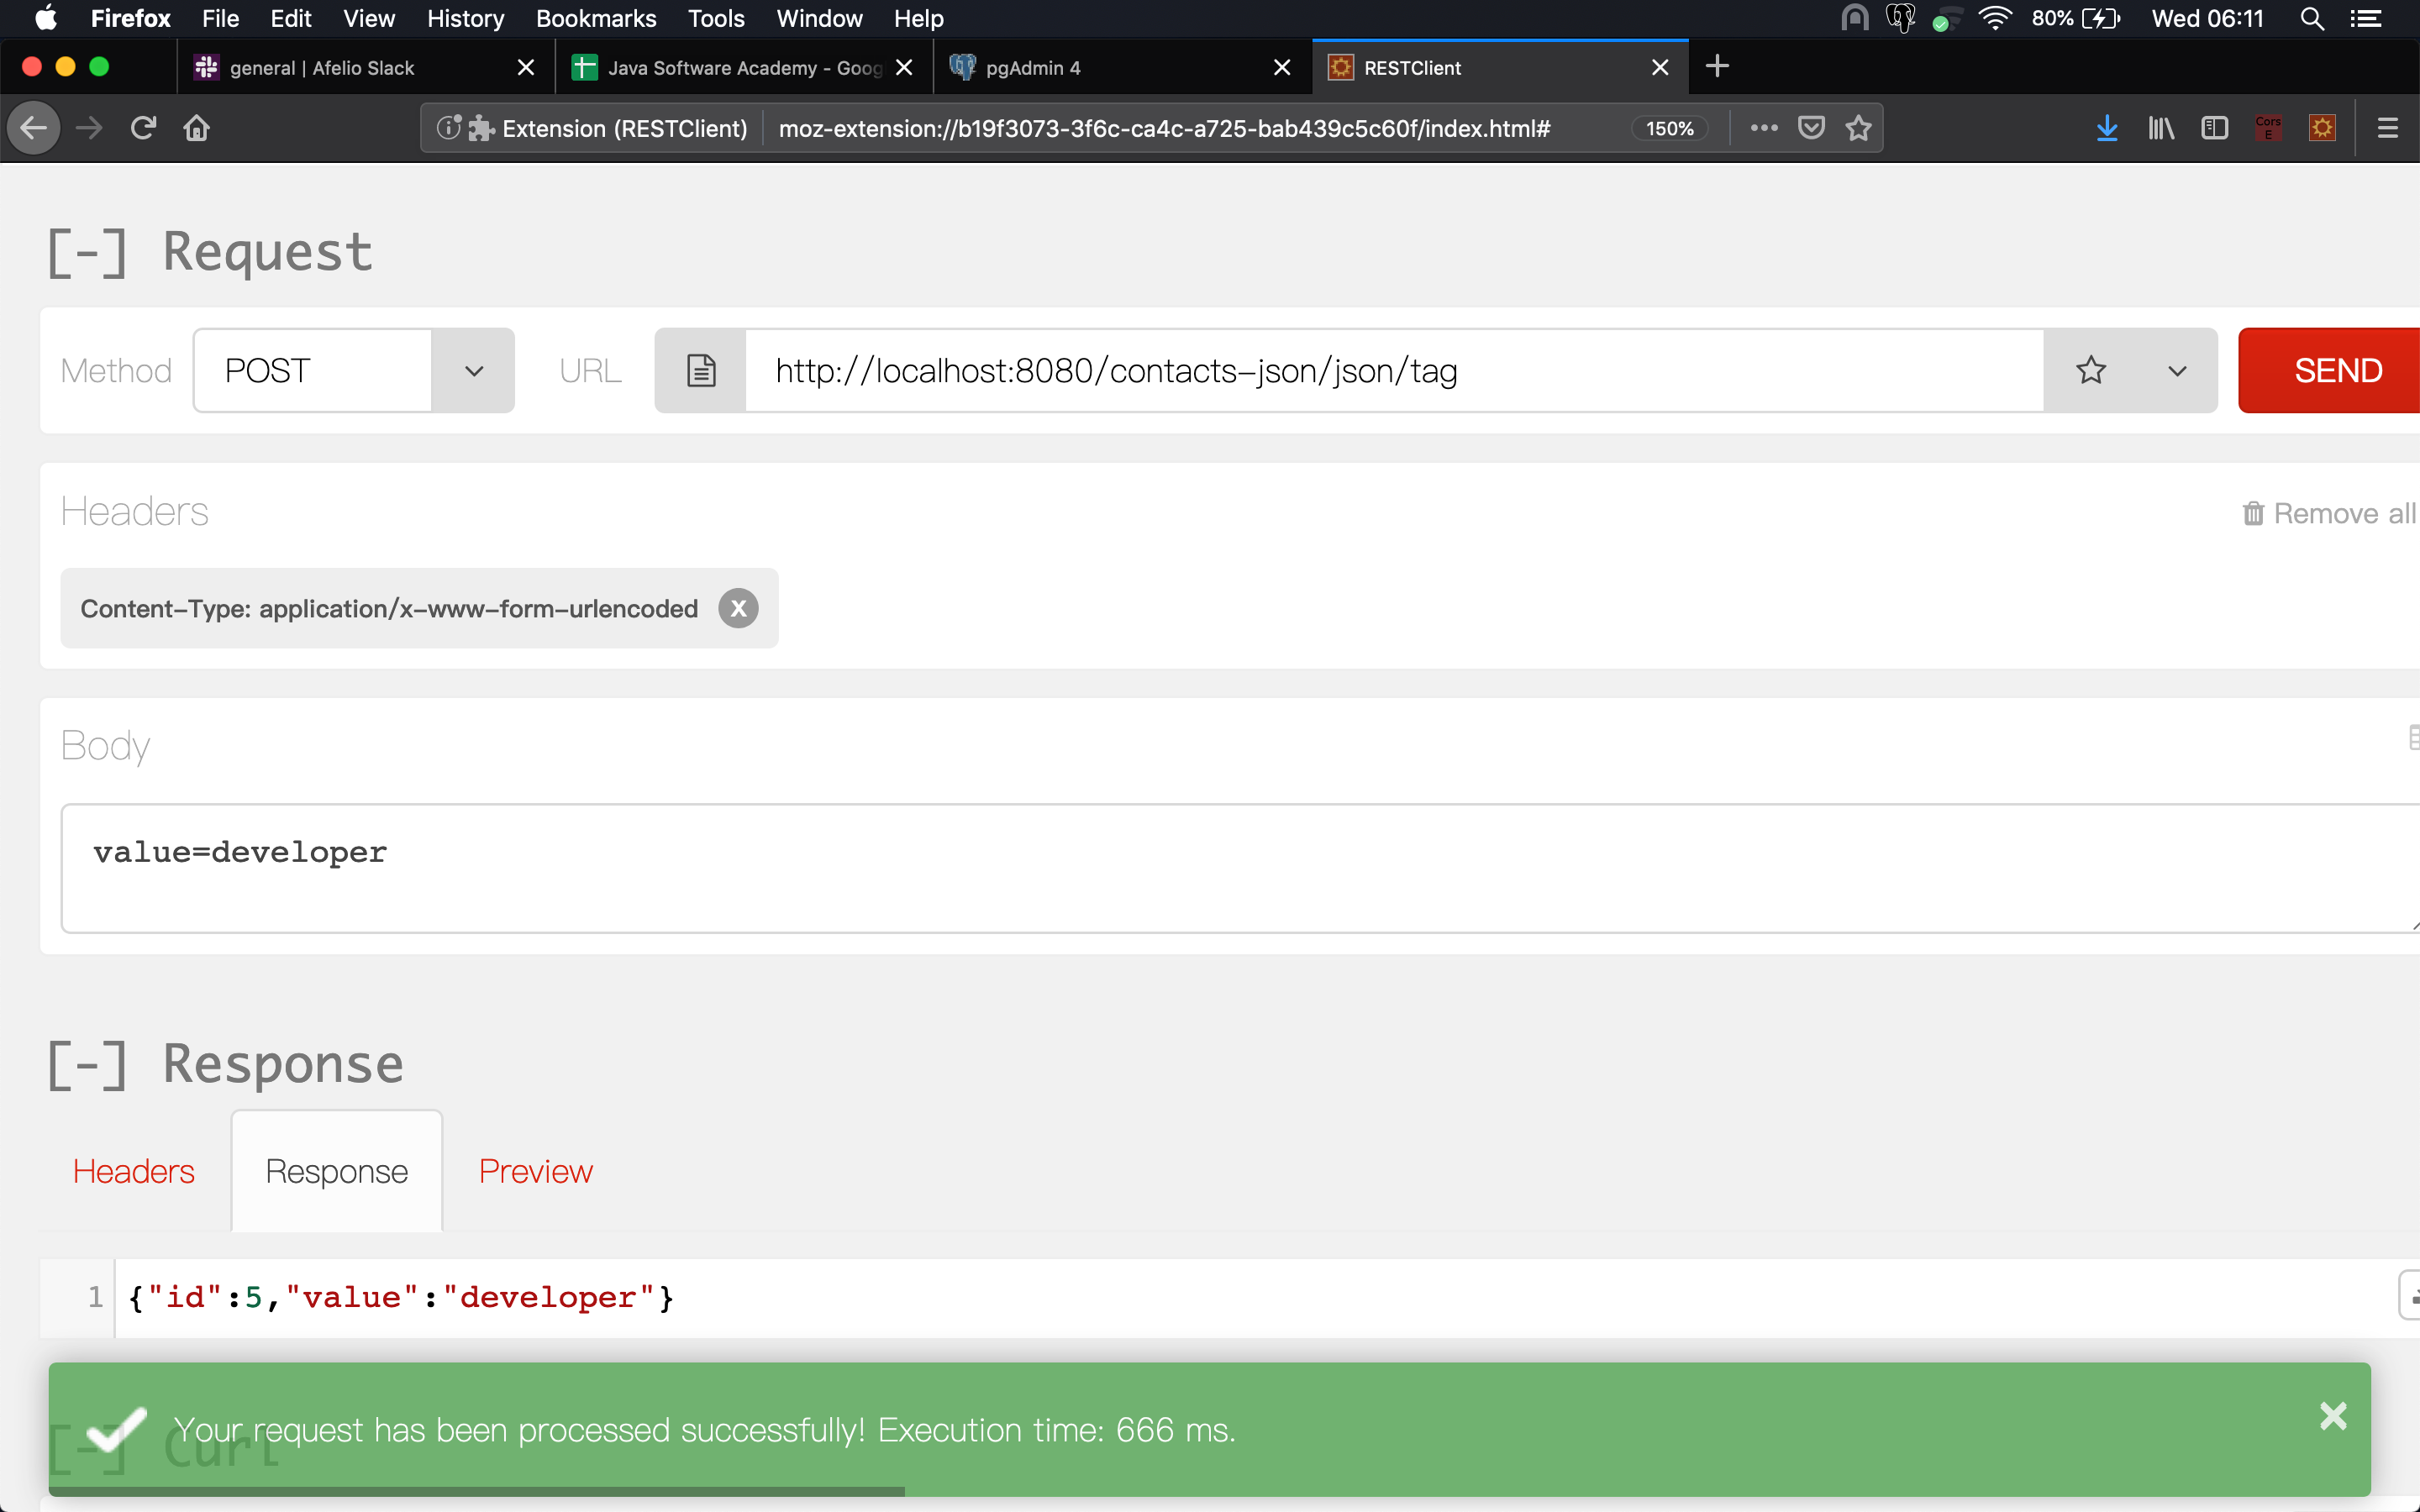 Firefox File Edit View History Bookmarks Tools Window Help 80% Wed 06:11
general | Afelio Slack Java Software Academy - Goog pgAdmin 4 RESTClient
Extension (RESTClient) moz-extension://b19f3073-3f6c-ca4c-a725-bab439c5c60f/index.html# 150% Cors E
[-] Request
Method POST URL http://localhost:8080/contacts-json/json/tag SEND
Headers Remove all
Content-Type: application/x-www-form-urlencoded x
Body
value=developer
[-] Response
Headers Response Preview
1 {"id":5,"value":"developer"}
Your request has been processed successfully! Execution time: 666 ms.
[-] Curl